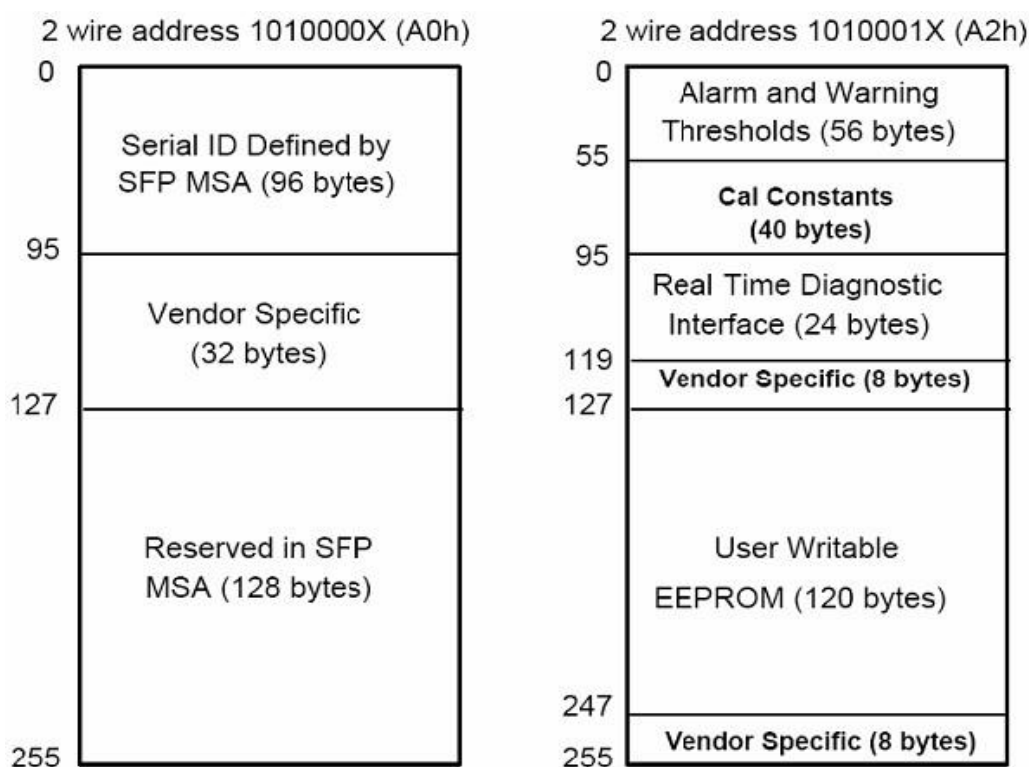 2 wire address 1010000X (A0h)
0
Serial ID Defined by
SFP MSA (96 bytes)
95
Vendor Specific
(32 bytes)
127
Reserved in SFP
MSA (128 bytes)
255
2 wire address 1010001X (A2h)
0
Alarm and Warning
Thresholds (56 bytes)
55
Cal Constants
(40 bytes)
95
Real Time Diagnostic
Interface (24 bytes)
119
Vendor Specific (8 bytes)
127
User Writable
EEPROM (120 bytes)
247
Vendor Specific (8 bytes)
255